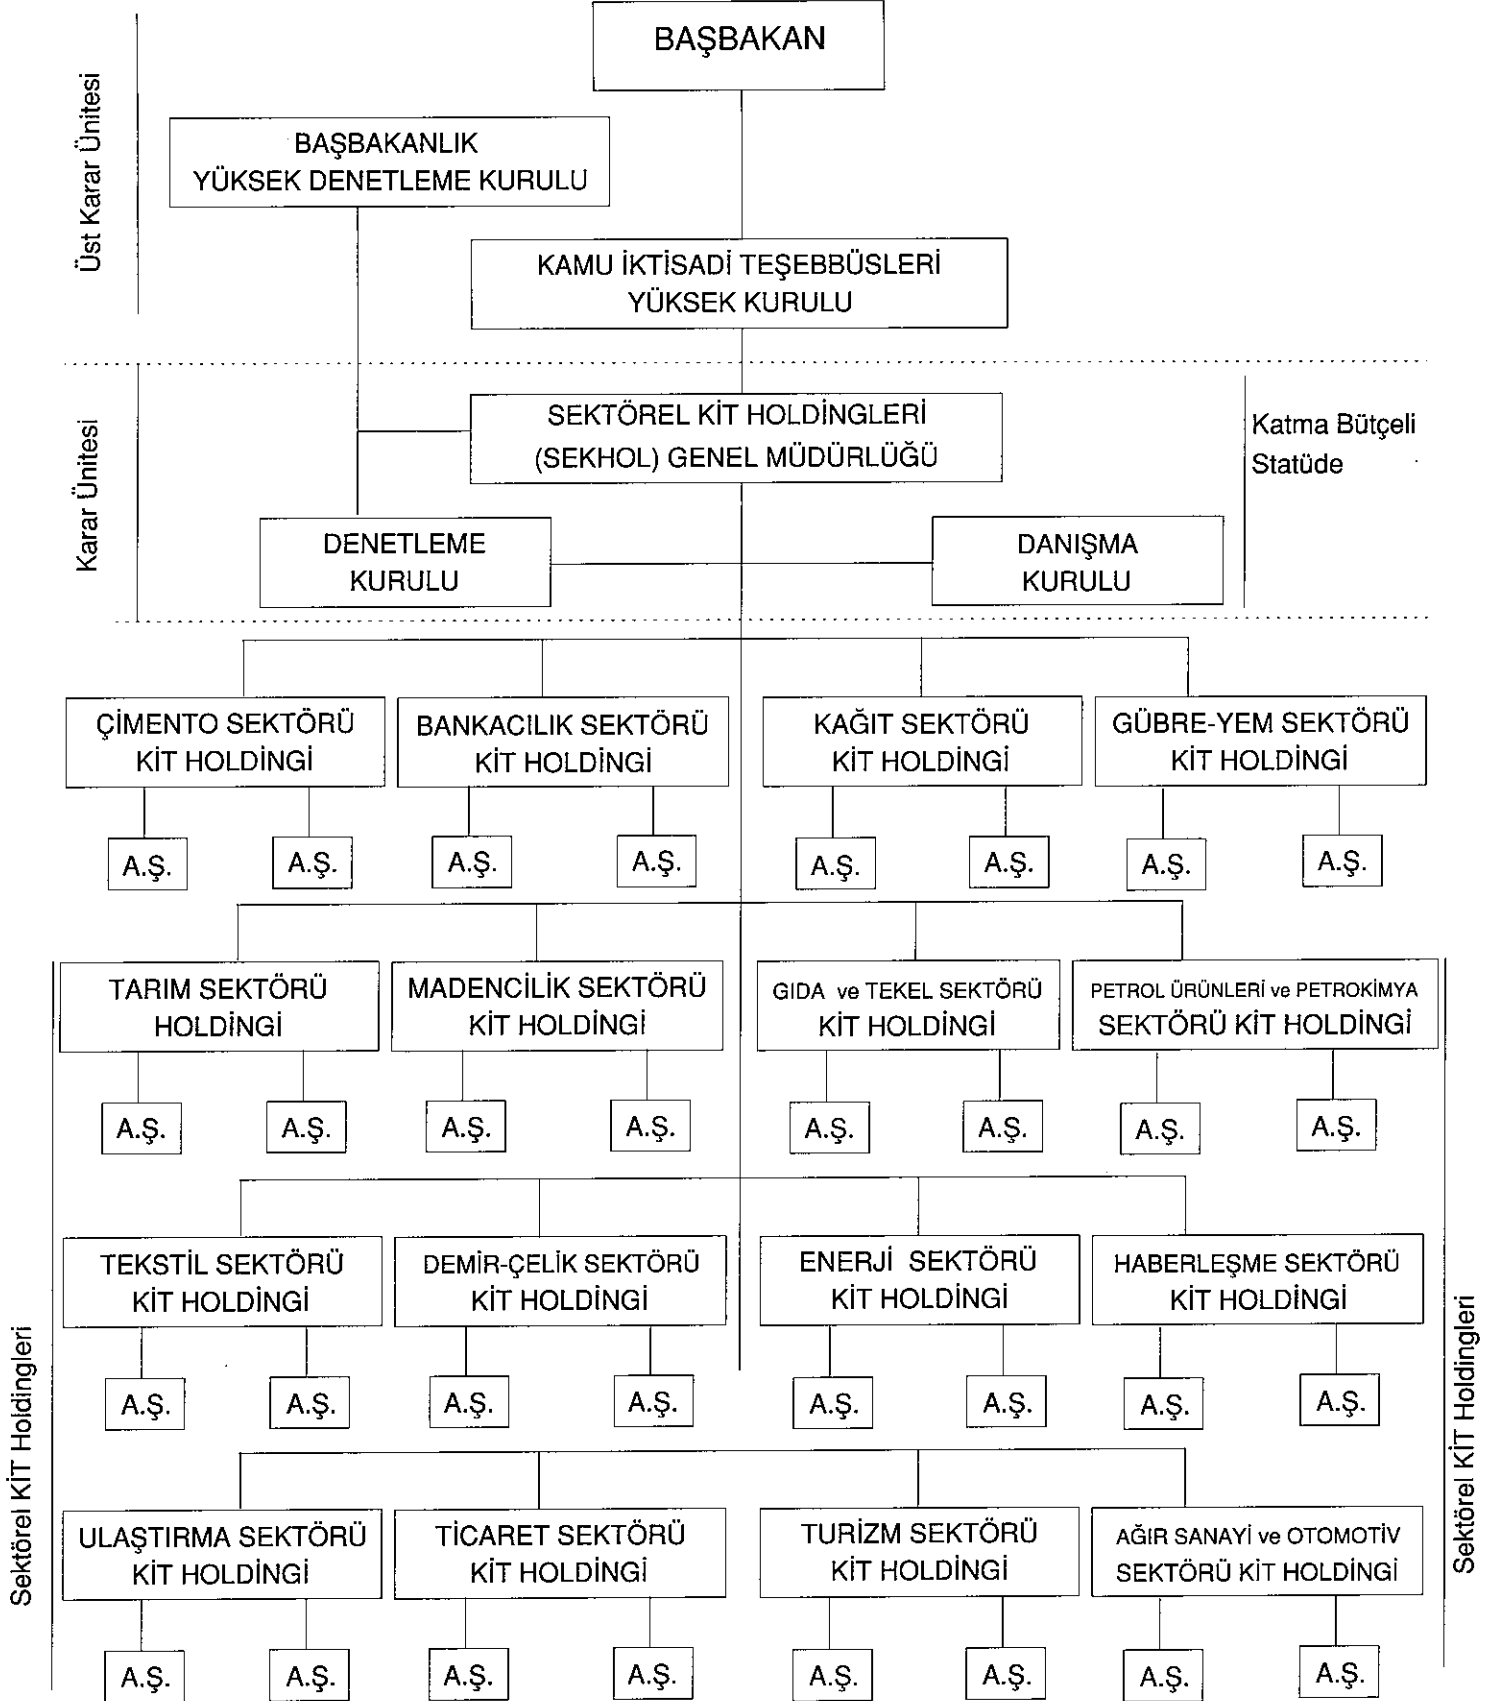 BAŞBAKAN
Üst Karar Ünitesi
BAŞBAKANLIK
YÜKSEK DENETLEME KURULU
KAMU İKTİSADİ TEŞEBBÜSLERİ
YÜKSEK KURULU
Karar Ünitesi
SEKTÖREL KİT HOLDİNGLERİ
(SEKHOL) GENEL MÜDÜRLÜĞÜ
Katma Bütçeli
Statüde
DENETLEME
KURULU
DANIŞMA
KURULU
ÇİMENTO SEKTÖRÜ
KİT HOLDİNGİ
BANKACILIK SEKTÖRÜ
KİT HOLDİNGİ
KAĞIT SEKTÖRÜ
KİT HOLDİNGİ
GÜBRE-YEM SEKTÖRÜ
KİT HOLDİNGİ
A.Ş.
A.Ş.
A.Ş.
A.Ş.
A.Ş.
A.Ş.
A.Ş.
A.Ş.
TARIM SEKTÖRÜ
HOLDİNGİ
MADENCİLİK SEKTÖRÜ
KİT HOLDİNGİ
GIDA ve TEKEL SEKTÖRÜ
KİT HOLDİNGİ
PETROL ÜRÜNLERİ ve PETROKİMYA
SEKTÖRÜ KİT HOLDİNGİ
A.Ş.
A.Ş.
A.Ş.
A.Ş.
A.Ş.
A.Ş.
A.Ş.
A.Ş.
TEKSTİL SEKTÖRÜ
KİT HOLDİNGİ
DEMİR-ÇELİK SEKTÖRÜ
KİT HOLDİNGİ
ENERJİ SEKTÖRÜ
KİT HOLDİNGİ
HABERLEŞME SEKTÖRÜ
KİT HOLDİNGİ
A.Ş.
A.Ş.
A.Ş.
A.Ş.
A.Ş.
A.Ş.
A.Ş.
A.Ş.
Sektörel KİT Holdingleri
Sektörel KİT Holdingleri
ULAŞTIRMA SEKTÖRÜ
KİT HOLDİNGİ
TİCARET SEKTÖRÜ
KİT HOLDİNGİ
TURİZM SEKTÖRÜ
KİT HOLDİNGİ
AĞIR SANAYİ ve OTOMOTİV
SEKTÖRÜ KİT HOLDİNGİ
A.Ş.
A.Ş.
A.Ş.
A.Ş.
A.Ş.
A.Ş.
A.Ş.
A.Ş.